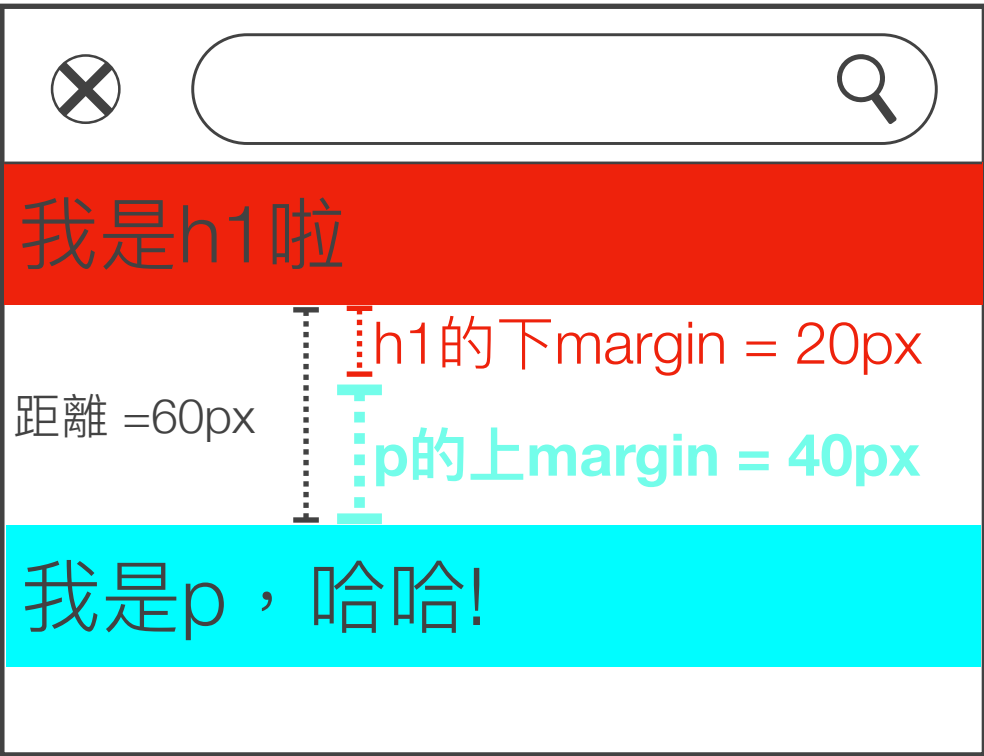 我是h1啦
h1的下margin = 20px
距離 =60px
p的上margin = 40px
我是p，哈哈!